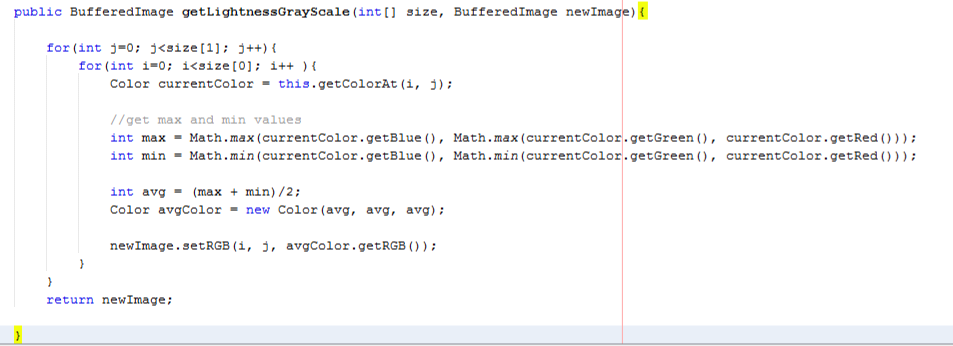 public BufferedImage getLightnessGrayScale(int[] size, BufferedImage newImage){
for(int j=0; j<size[1]; j++){
for(int i=0; i<size[0]; i++ ){
Color currentColor = this.getColorAt(i, j);
//get max and min values
int max = Math.max(currentColor.getBlue(), Math.max(currentColor.getGreen(), currentColor.getRed()));
int min = Math.min(currentColor.getBlue(), Math.min(currentColor.getGreen(), currentColor.getRed()));
int avg = (max + min)/2;
Color avgColor = new Color(avg, avg, avg);
newImage.setRGB(i, j, avgColor.getRGB());
}
}
return newImage;
}